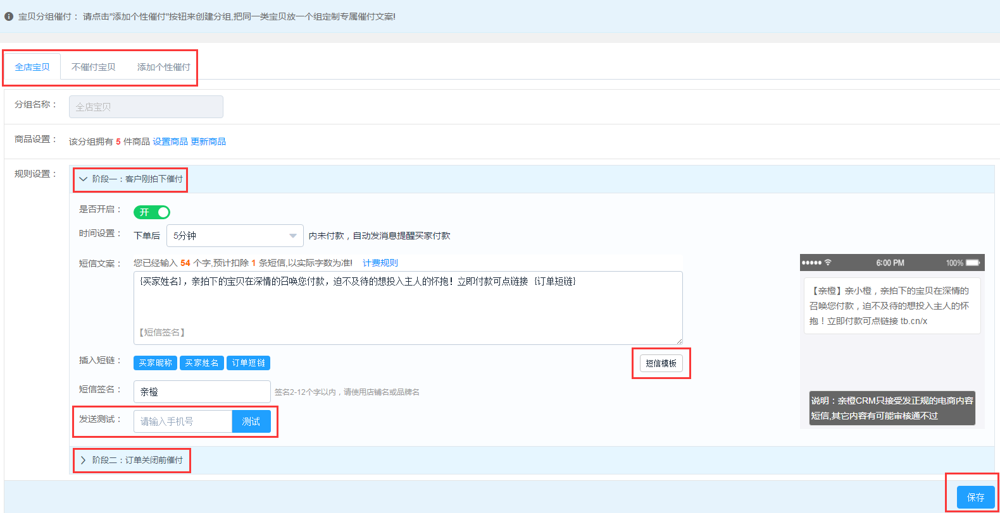 宝贝分组催付： 请点击"添加个性催付"按钮来创建分组,把同一类宝贝放一个组定制专属催付文案!
全店宝贝 不催付宝贝 添加个性催付
分组名称： 全店宝贝
商品设置： 该分组拥有 5 件商品 设置商品 更新商品
规则设置：
阶段一：客户刚拍下催付
是否开启： 开
时间设置： 下单后 5分钟 内未付款，自动发消息提醒买家付款
短信文案： 您已经输入 54 个字,预计扣除 1 条短信,以实际字数为准! 计费规则
{买家姓名}，亲拍下的宝贝在深情的召唤您付款，迫不及待的想投入主人的怀抱！立即付款可点链接 {订单短链}
【短信签名】
插入短链： 买家昵称 买家姓名 订单短链 短信模板
短信签名： 亲橙 签名2-12个字以内，请使用店铺名或品牌名
发送测试： 请输入手机号 测试
6:00 PM 100%
【亲橙】亲小橙，亲拍下的宝贝在深情的
召唤您付款，迫不及待的想投入主人的怀
抱！立即付款可点链接 tb.cn/x
说明：亲橙CRM只接受发正规的电商内容
短信,其它内容有可能审核通不过
阶段二：订单关闭前催付
保存